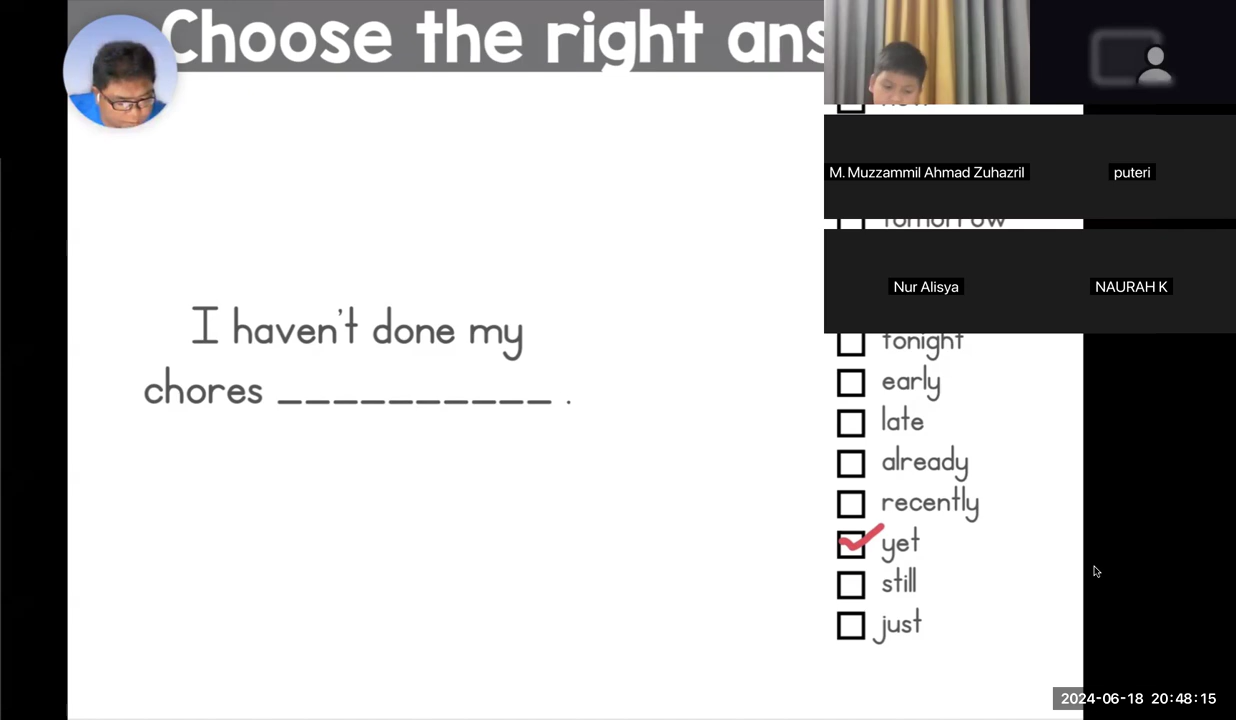 Choose the right ans
M. Muzzammil Ahmad Zuhazril
puteri
tomorrow
Nur Alisya
NAURAH K
I haven't done my
chores __________ .
tonight
early
late
already
recently
yet
still
just
2024-06-18 20:48:15